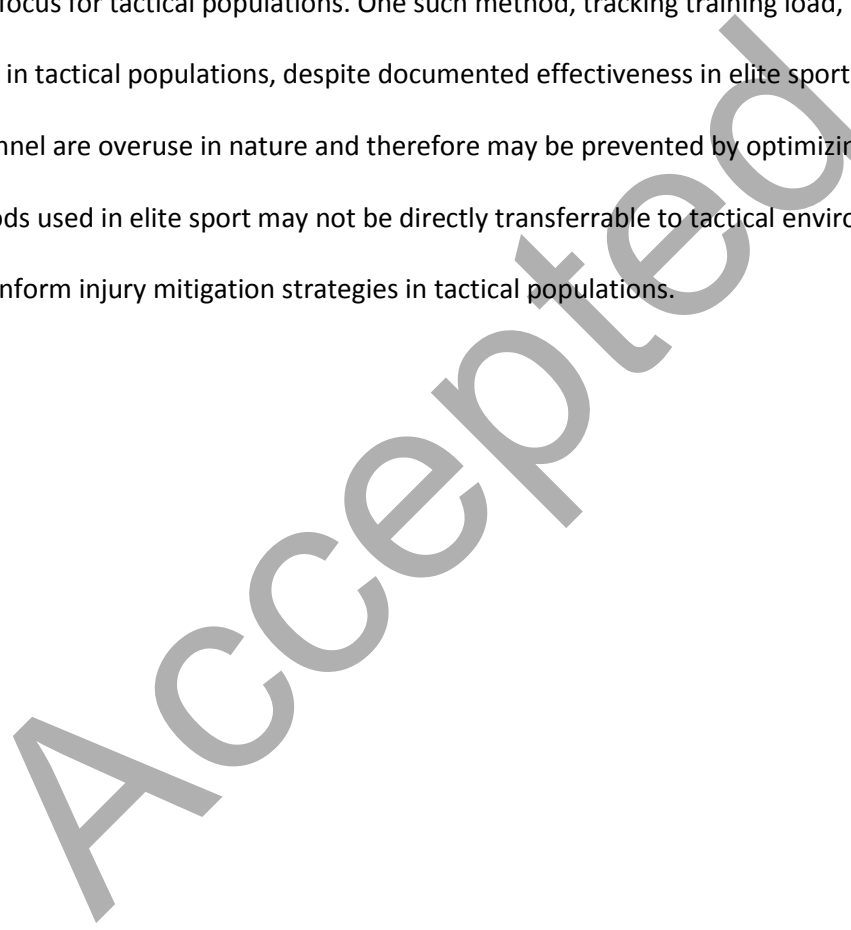 focus for tactical populations. One such method, tracking training load,
in tactical populations, despite documented effectiveness in elite sport
nnel are overuse in nature and therefore may be prevented by optimizin
ods used in elite sport may not be directly transferrable to tactical enviro
nform injury mitigation strategies in tactical populations.
Accepted